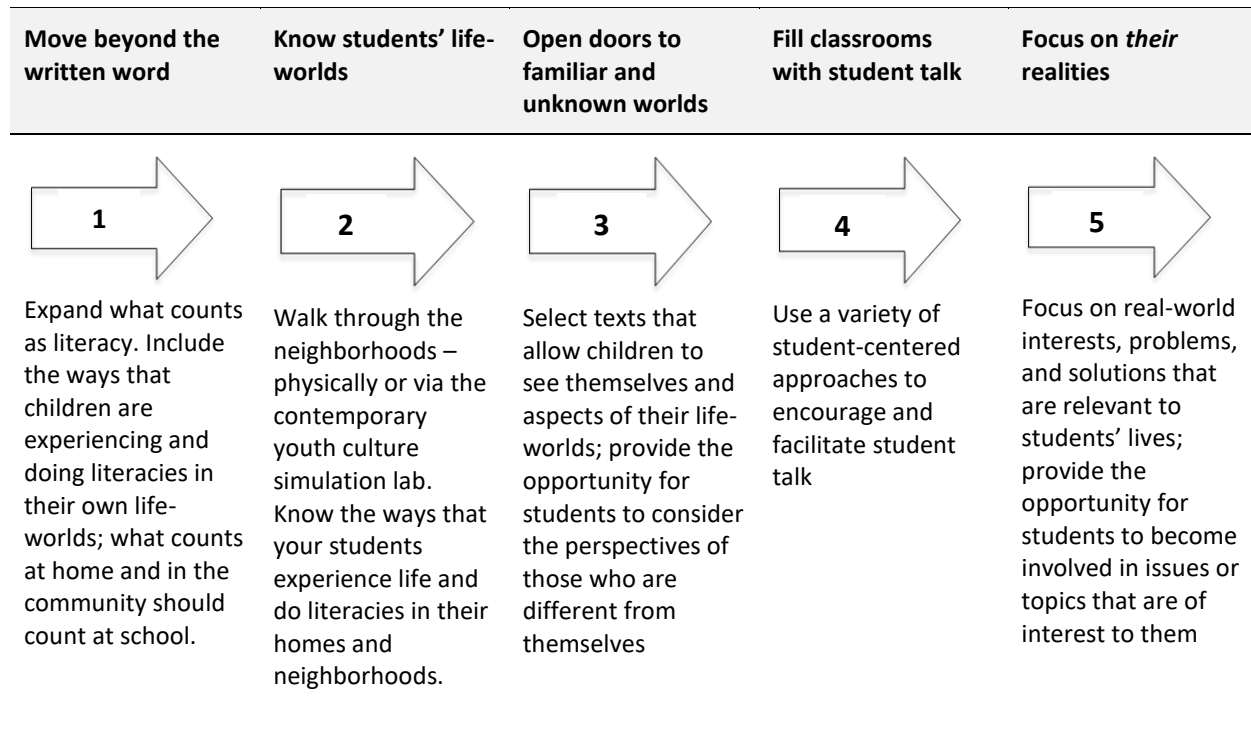 Move beyond the
written word
Know students’ life-
worlds
Open doors to
familiar and
unknown worlds
Fill classrooms
with student talk
Focus on their
realities
1
Expand what counts
as literacy. Include
the ways that
children are
experiencing and
doing literacies in
their own life-
worlds; what counts
at home and in the
community should
count at school.
2
Walk through the
neighborhoods –
physically or via the
contemporary
youth culture
simulation lab.
Know the ways that
your students
experience life and
do literacies in their
homes and
neighborhoods.
3
Select texts that
allow children to
see themselves and
aspects of their life-
worlds; provide the
opportunity for
students to consider
the perspectives of
those who are
different from
themselves
4
Use a variety of
student-centered
approaches to
encourage and
facilitate student
talk
5
Focus on real-world
interests, problems,
and solutions that
are relevant to
students’ lives;
provide the
opportunity for
students to become
involved in issues or
topics that are of
interest to them